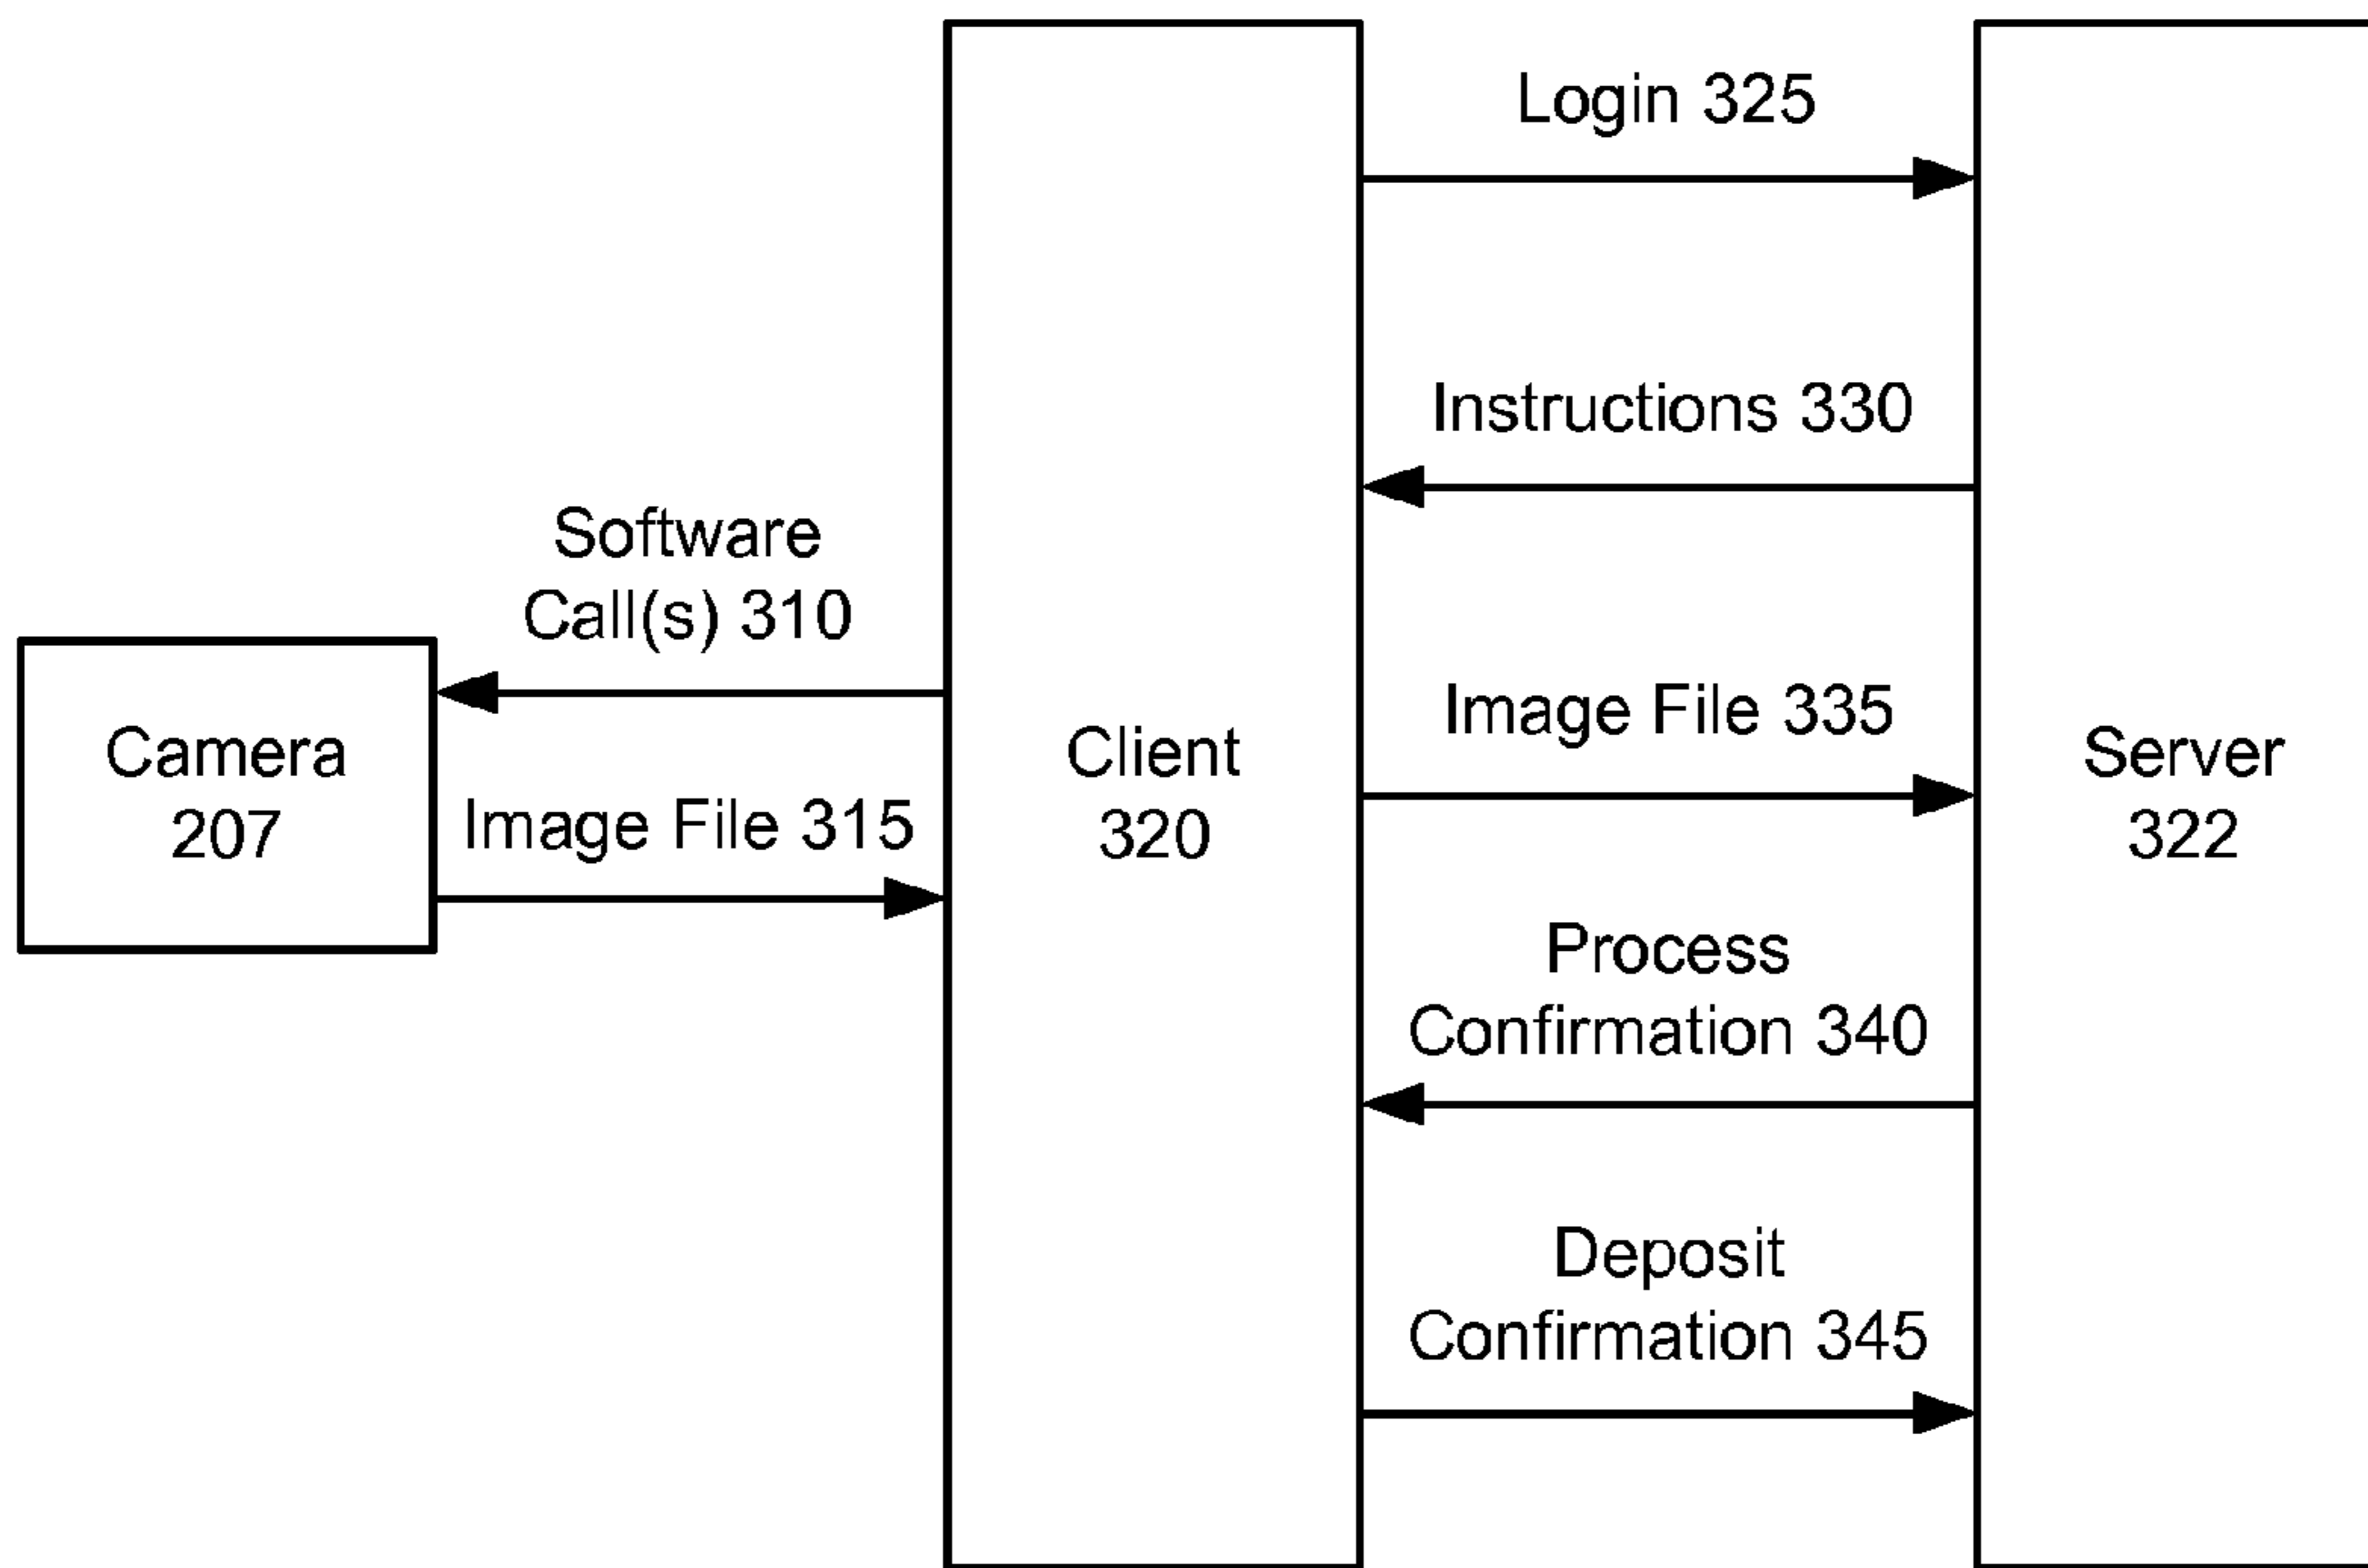 Login 325
Instructions 330
Software
Call(s) 310
Camera
207
Image File 315
Client
320
Image File 335
Server
322
Process
Confirmation 340
Deposit
Confirmation 345